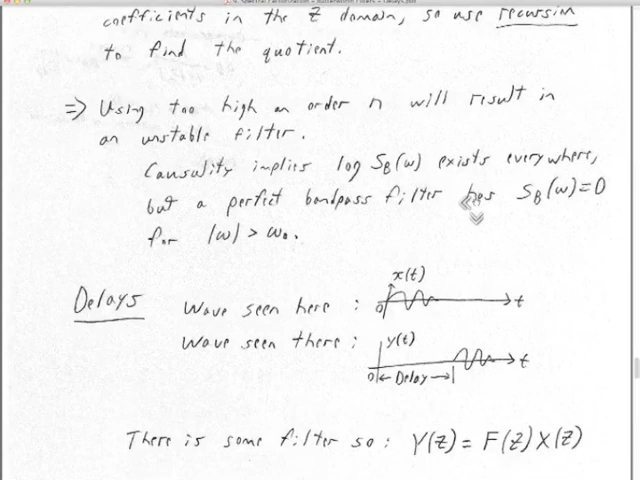 coefficients in the Z domain, so use recursion
to find the quotient.
⇒ Using too high an order n will result in
an unstable filter.
Causality implies log S_B(ω) exists everywhere,
but a perfect bandpass filter has S_B(ω)=0
for |ω| > ω₀.
Delays
x(t)
Wave seen here :
0
t
Wave seen there :
y(t)
t
0 ← Delay →
There is some filter so : Y(Z) = F(Z) X(Z)